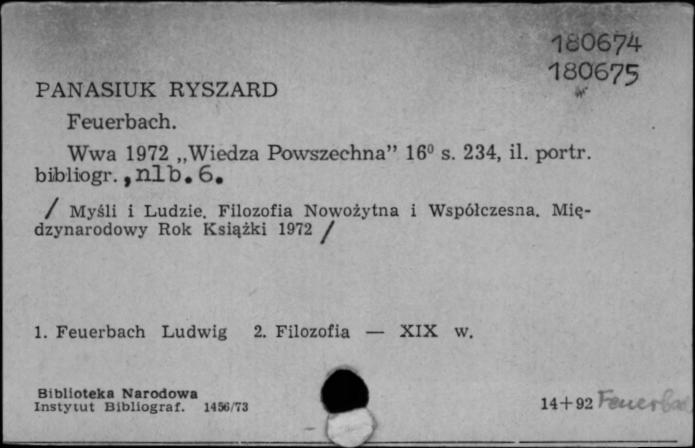 180674
180675
PANASIUK RYSZARD
Feuerbach.
Wwa 1972 „Wiedza Powszechna” 16⁰ s. 234, il. portr.
bibliogr. , nlb. 6.
/ Myśli i Ludzie. Filozofia Nowożytna i Współczesna. Mię-
dzynarodowy Rok Książki 1972 /
1. Feuerbach Ludwig 2. Filozofia — XIX w.
Biblioteka Narodowa
Instytut Bibliograf. 1456/73
14+92